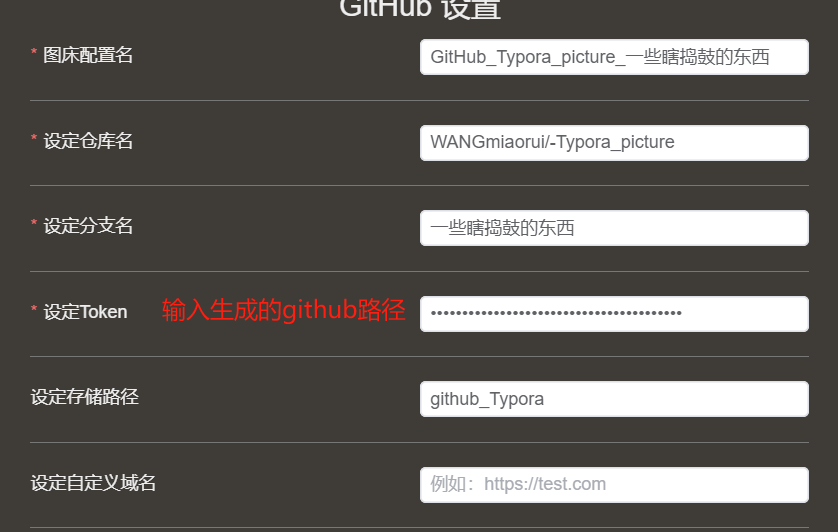 GitHub 设置
* 图床配置名
GitHub_Typora_picture_一些瞎捣鼓的东西
* 设定仓库名
WANGmiaorui/-Typora_picture
* 设定分支名
一些瞎捣鼓的东西
* 设定Token
输入生成的github路径
••••••••••••••••••••••••••••••••••••••••
设定存储路径
github_Typora
设定自定义域名
例如：https://test.com